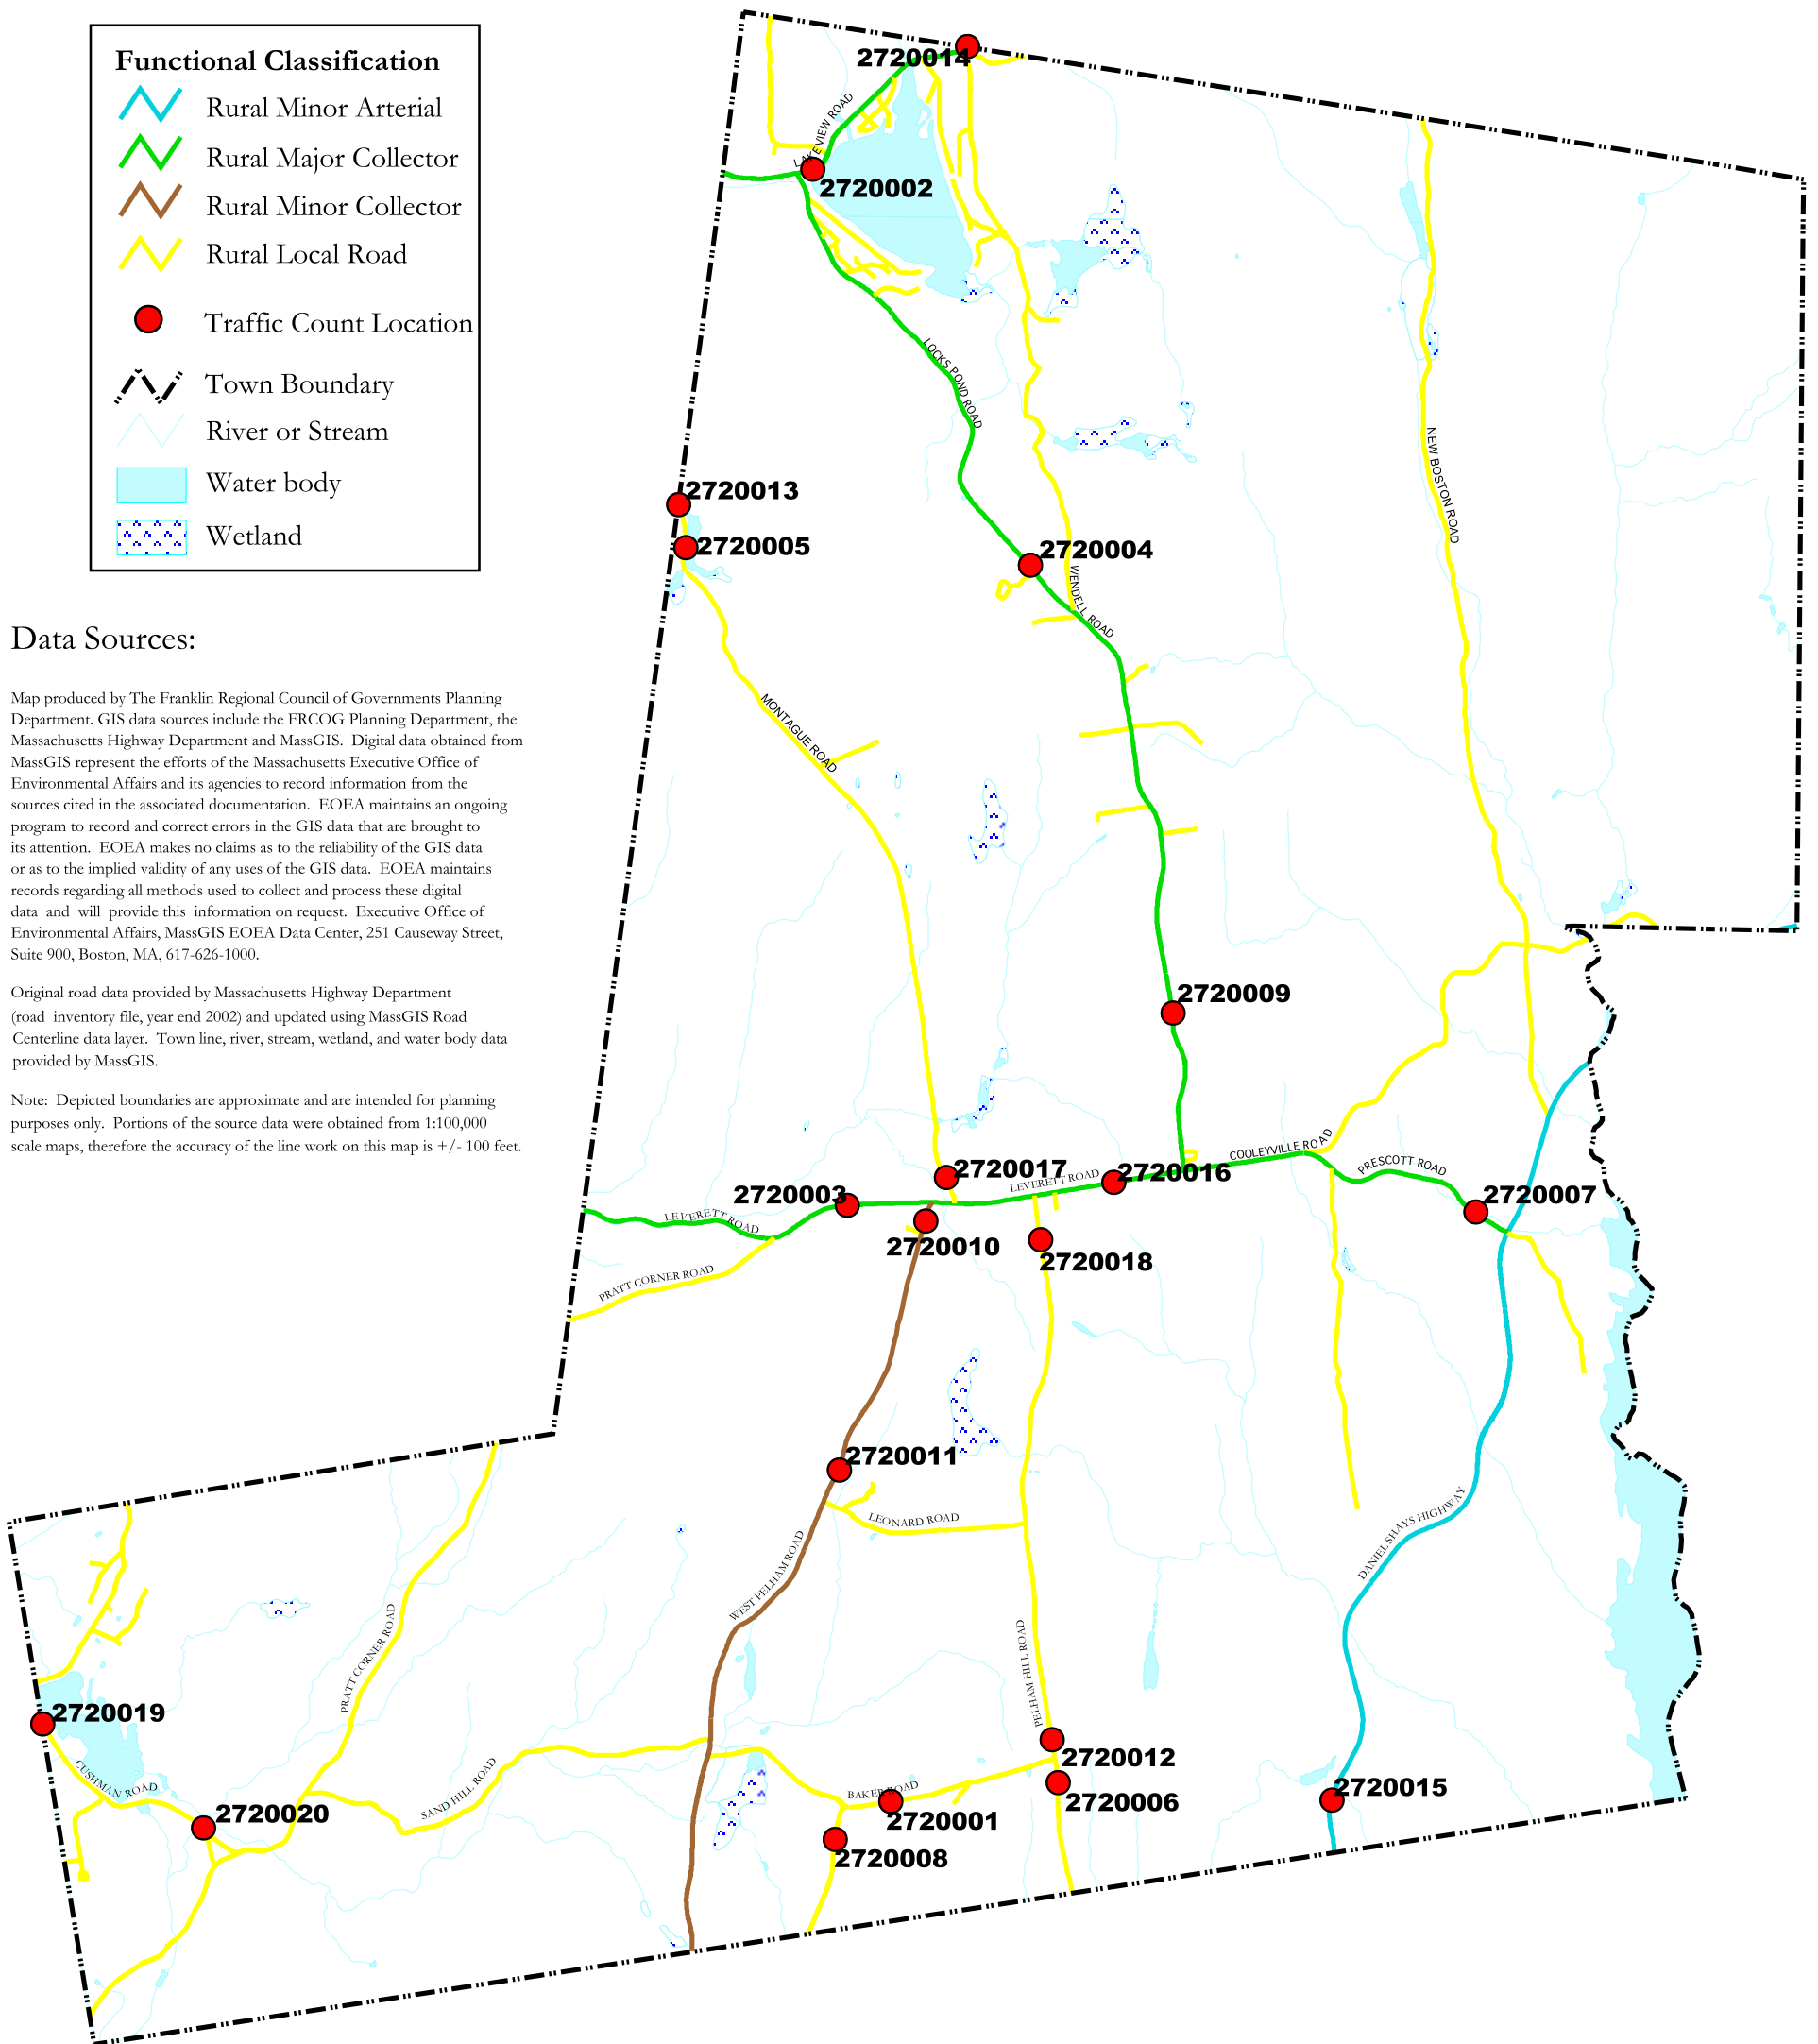 Functional Classification
Rural Minor Arterial
Rural Major Collector
Rural Minor Collector
Rural Local Road
Traffic Count Location
Town Boundary
River or Stream
Water body
Wetland
Data Sources:
Map produced by The Franklin Regional Council of Governments Planning
Department. GIS data sources include the FRCOG Planning Department, the
Massachusetts Highway Department and MassGIS.  Digital data obtained from
MassGIS represent the efforts of the Massachusetts Executive Office of
Environmental Affairs and its agencies to record information from the
sources cited in the associated documentation.  EOEA maintains an ongoing
program to record and correct errors in the GIS data that are brought to
its attention.  EOEA makes no claims as to the reliability of the GIS data
or as to the implied validity of any uses of the GIS data.  EOEA maintains
records regarding all methods used to collect and process these digital
data  and  will  provide this  information on request.  Executive Office of
Environmental Affairs, MassGIS EOEA Data Center, 251 Causeway Street,
Suite 900, Boston, MA, 617-626-1000.
Original road data provided by Massachusetts Highway Department
(road  inventory file, year end 2002) and updated using MassGIS Road
Centerline data layer.  Town line, river, stream, wetland, and water body data
provided by MassGIS.
Note:  Depicted boundaries are approximate and are intended for planning
purposes only.  Portions of the source data were obtained from 1:100,000
scale maps, therefore the accuracy of the line work on this map is +/- 100 feet.
2720014
LAKEVIEW ROAD
2720002
LOCKS POND ROAD
NEW BOSTON ROAD
2720013
2720005
2720004
WENDELL ROAD
MONTAGUE ROAD
2720009
COOLEYVILLE ROAD
PRESCOTT ROAD
2720017
LEVERETT ROAD
2720016
2720003
2720007
LEVERETT ROAD
2720010
2720018
PRATT CORNER ROAD
2720011
LEONARD ROAD
DANIEL SHAYS HIGHWAY
WEST PELHAM ROAD
PRATT CORNER ROAD
PELHAM HILL ROAD
2720019
2720012
CUSHMAN ROAD
SAND HILL ROAD
BAKER ROAD
2720015
2720006
2720020
2720001
2720008